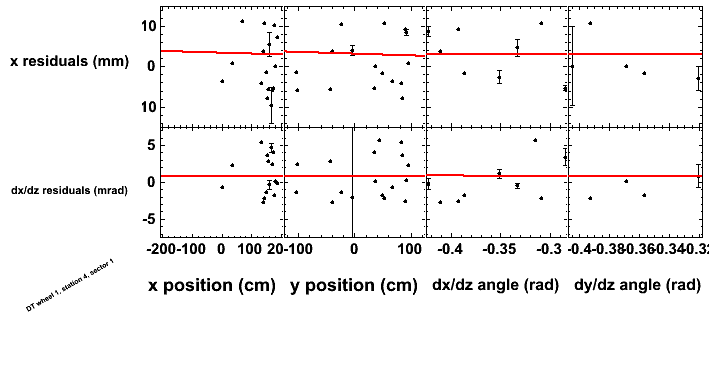 10
x residuals (mm) 0
10
5
dx/dz residuals (mrad) 0
-5
-200-100 0 100 20-100 0 100 -0.4 -0.35 -0.3 -0.4-0.38-0.36-0.34-0.32
x position (cm) y position (cm) dx/dz angle (rad) dy/dz angle (rad)
DT wheel 1, station 4, sector 1